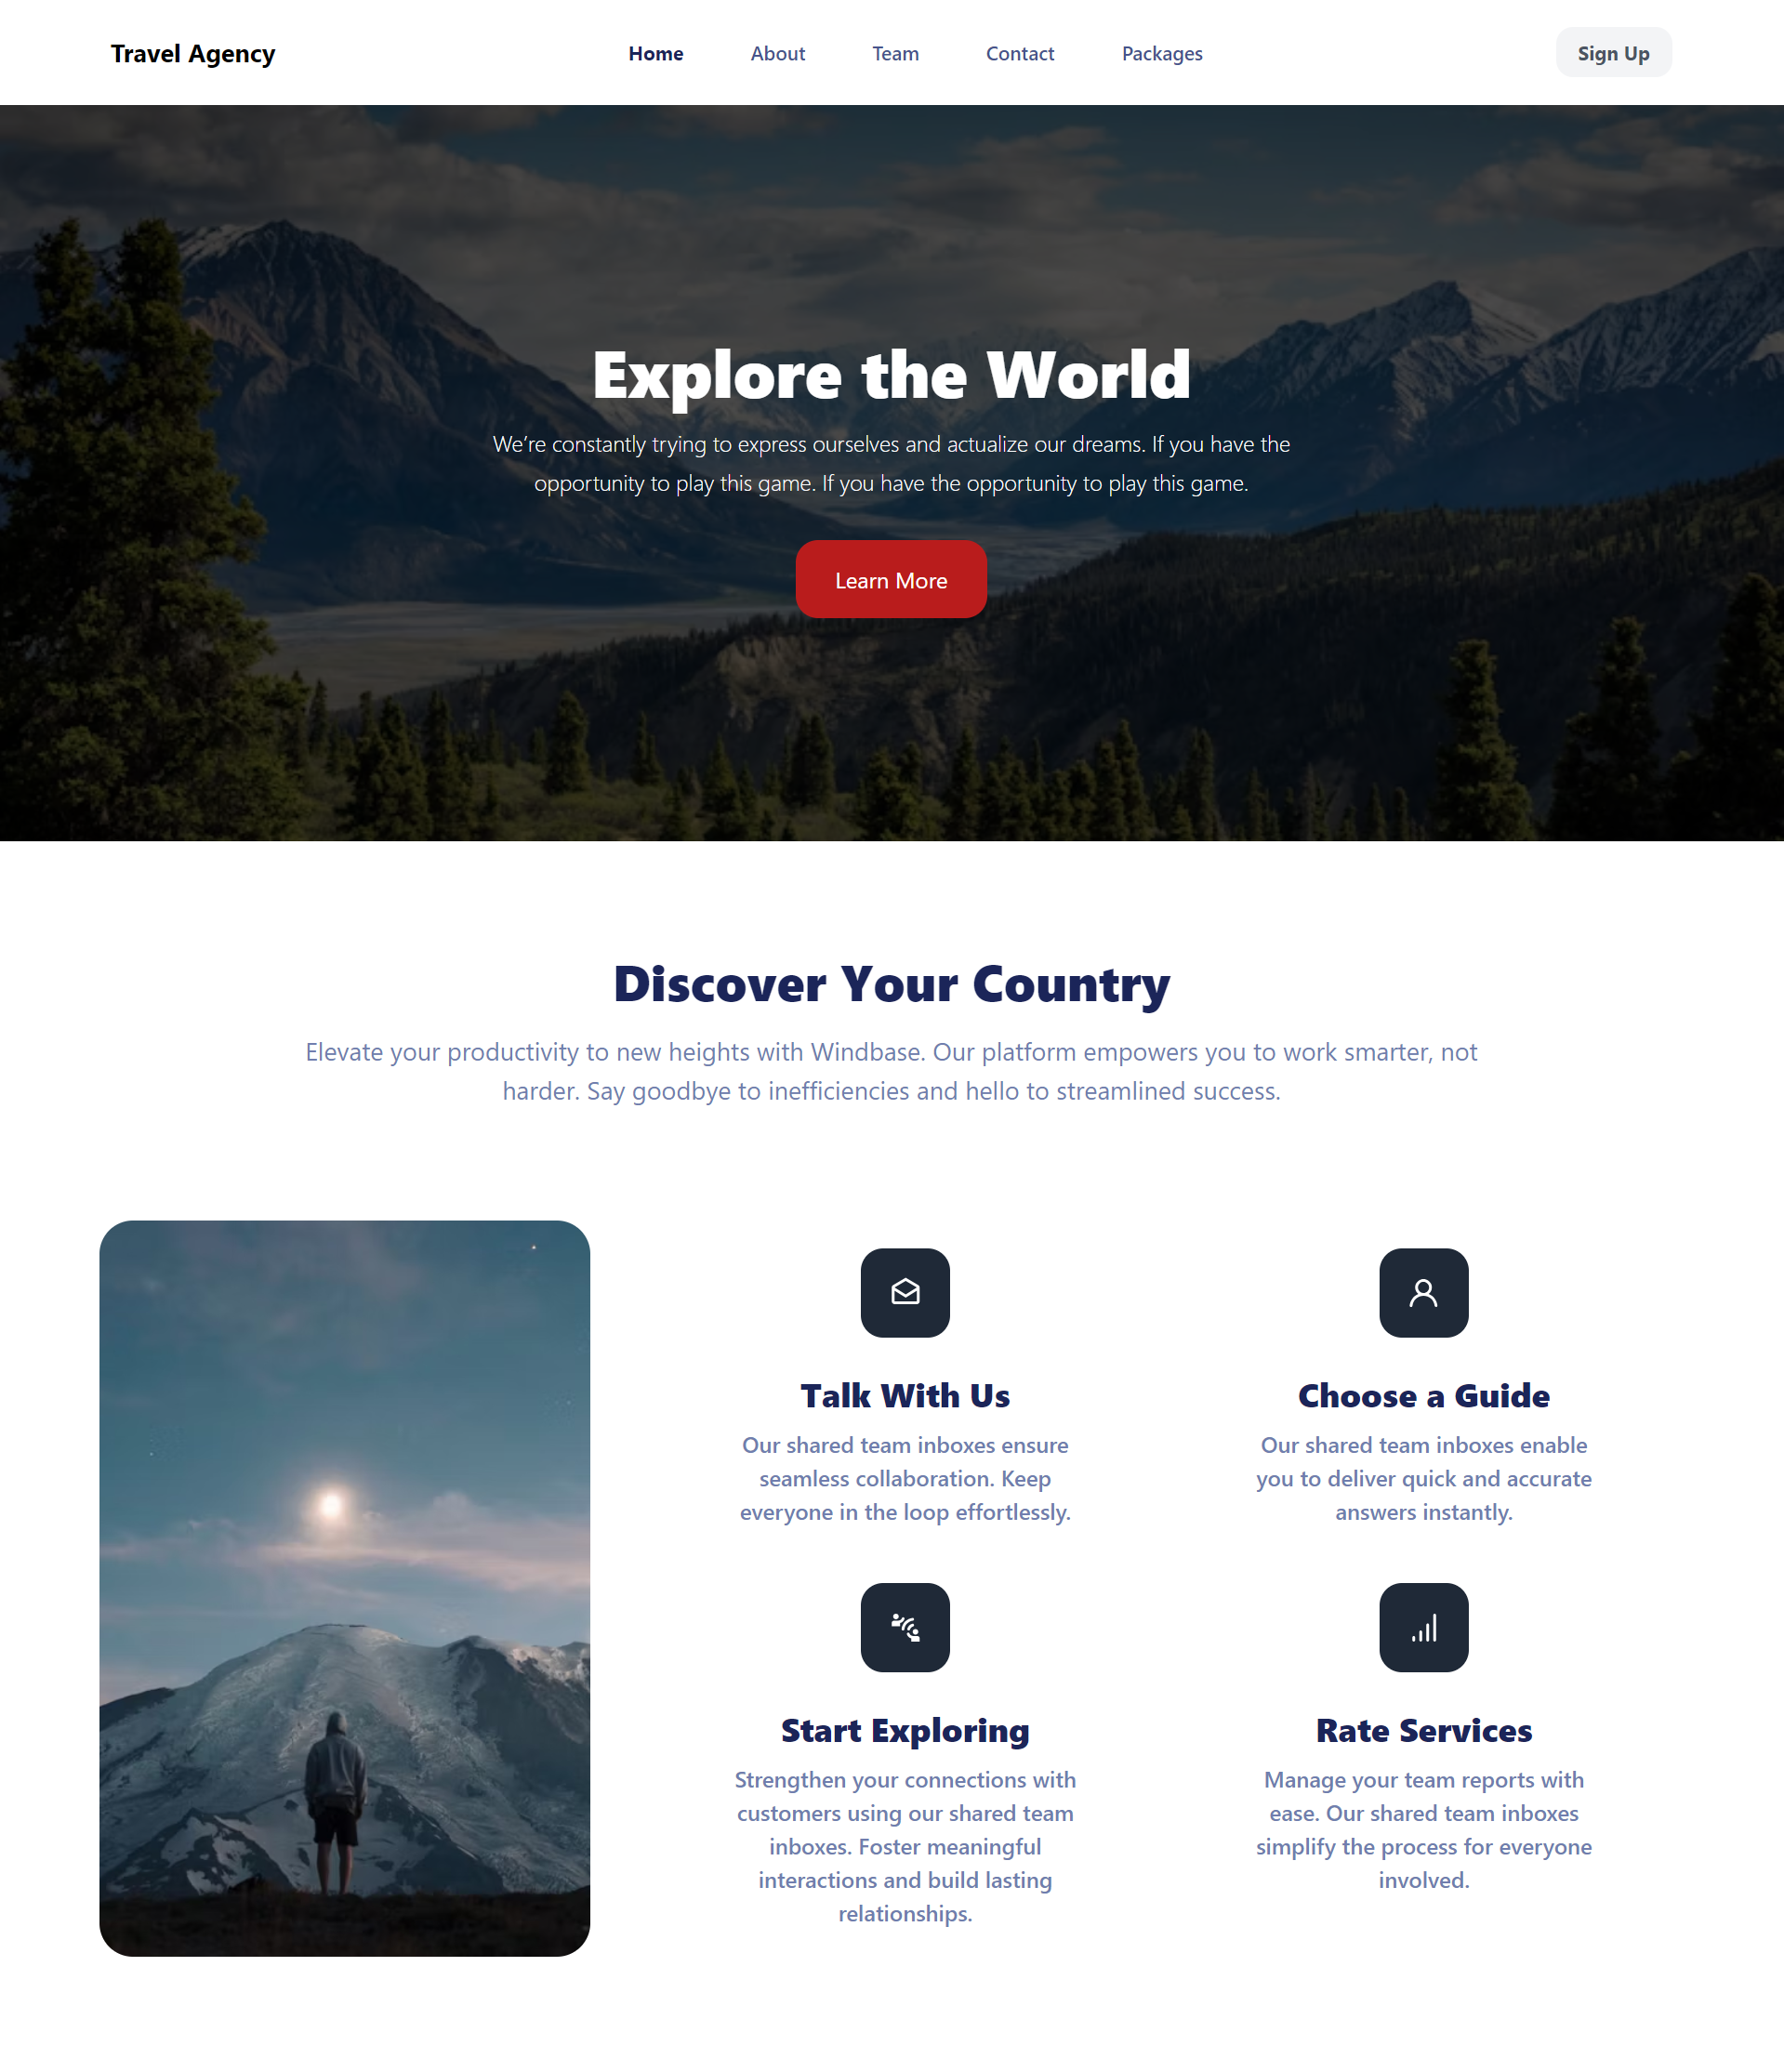 Travel Agency
Home
About
Team
Contact
Packages
Sign Up
Explore the World
We’re constantly trying to express ourselves and actualize our dreams. If you have the
opportunity to play this game. If you have the opportunity to play this game.
Learn More
Discover Your Country
Elevate your productivity to new heights with Windbase. Our platform empowers you to work smarter, not
harder. Say goodbye to inefficiencies and hello to streamlined success.
Talk With Us
Our shared team inboxes ensure
seamless collaboration. Keep
everyone in the loop effortlessly.
Choose a Guide
Our shared team inboxes enable
you to deliver quick and accurate
answers instantly.
Start Exploring
Strengthen your connections with
customers using our shared team
inboxes. Foster meaningful
interactions and build lasting
relationships.
Rate Services
Manage your team reports with
ease. Our shared team inboxes
simplify the process for everyone
involved.